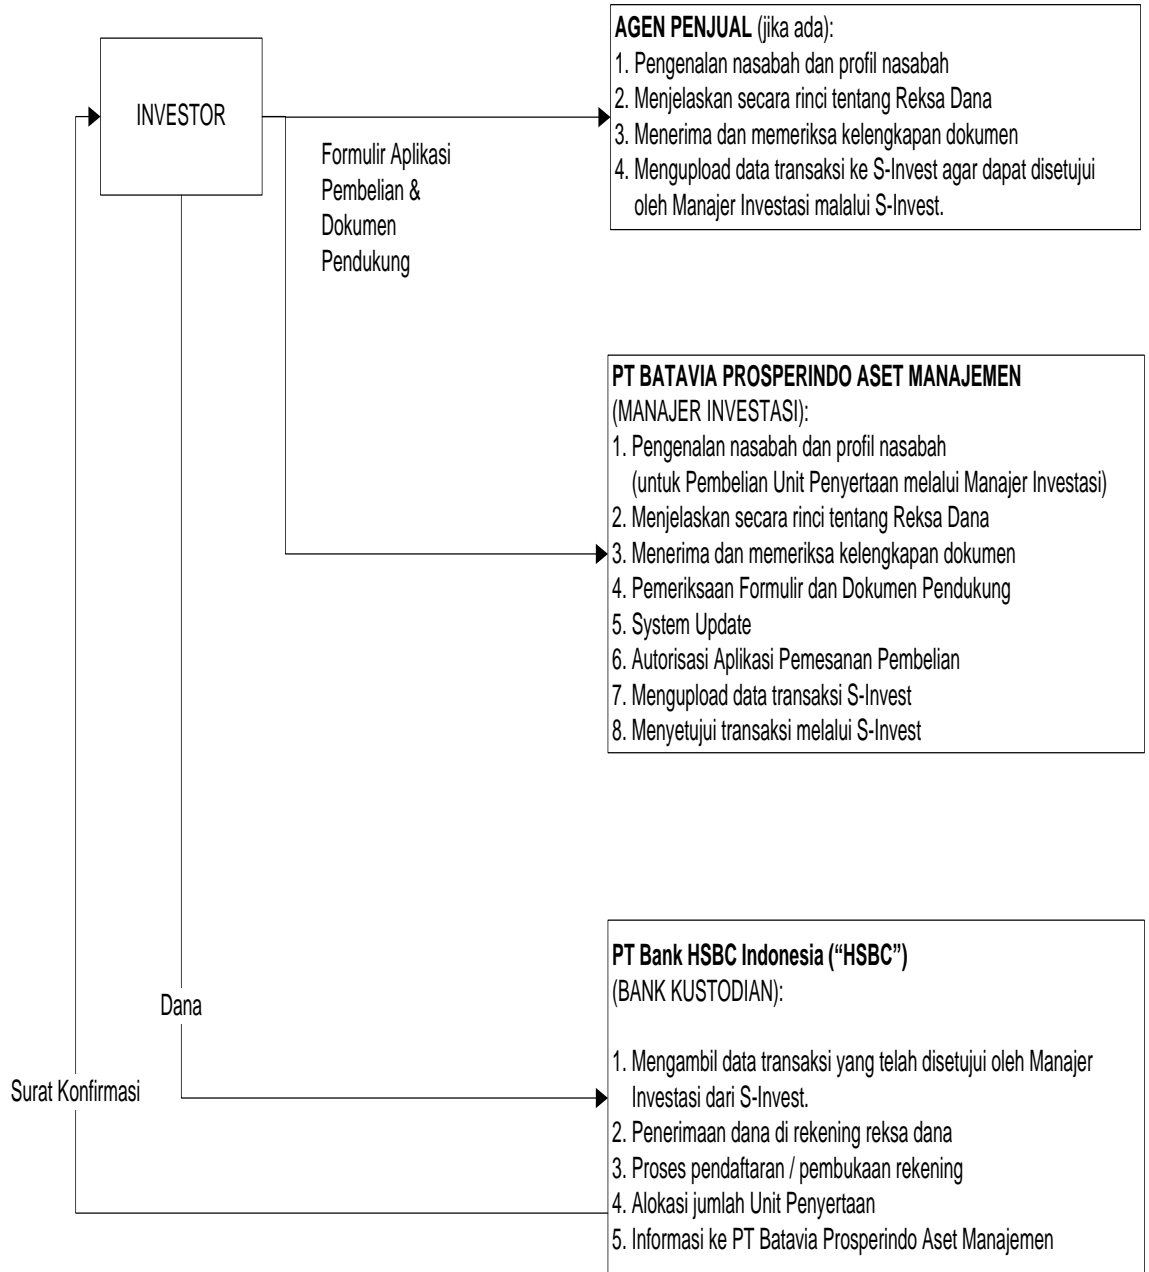 INVESTOR
Formulir Aplikasi
Pembelian &
Dokumen
Pendukung
AGEN PENJUAL (jika ada):
1. Pengenalan nasabah dan profil nasabah
2. Menjelaskan secara rinci tentang Reksa Dana
3. Menerima dan memeriksa kelengkapan dokumen
4. Mengupload data transaksi ke S-Invest agar dapat disetujui
oleh Manajer Investasi malalui S-Invest.
PT BATAVIA PROSPERINDO ASET MANAJEMEN
(MANAJER INVESTASI):
1. Pengenalan nasabah dan profil nasabah
(untuk Pembelian Unit Penyertaan melalui Manajer Investasi)
2. Menjelaskan secara rinci tentang Reksa Dana
3. Menerima dan memeriksa kelengkapan dokumen
4. Pemeriksaan Formulir dan Dokumen Pendukung
5. System Update
6. Autorisasi Aplikasi Pemesanan Pembelian
7. Mengupload data transaksi S-Invest
8. Menyetujui transaksi melalui S-Invest
Dana
Surat Konfirmasi
PT Bank HSBC Indonesia (“HSBC”)
(BANK KUSTODIAN):
1. Mengambil data transaksi yang telah disetujui oleh Manajer
Investasi dari S-Invest.
2. Penerimaan dana di rekening reksa dana
3. Proses pendaftaran / pembukaan rekening
4. Alokasi jumlah Unit Penyertaan
5. Informasi ke PT Batavia Prosperindo Aset Manajemen